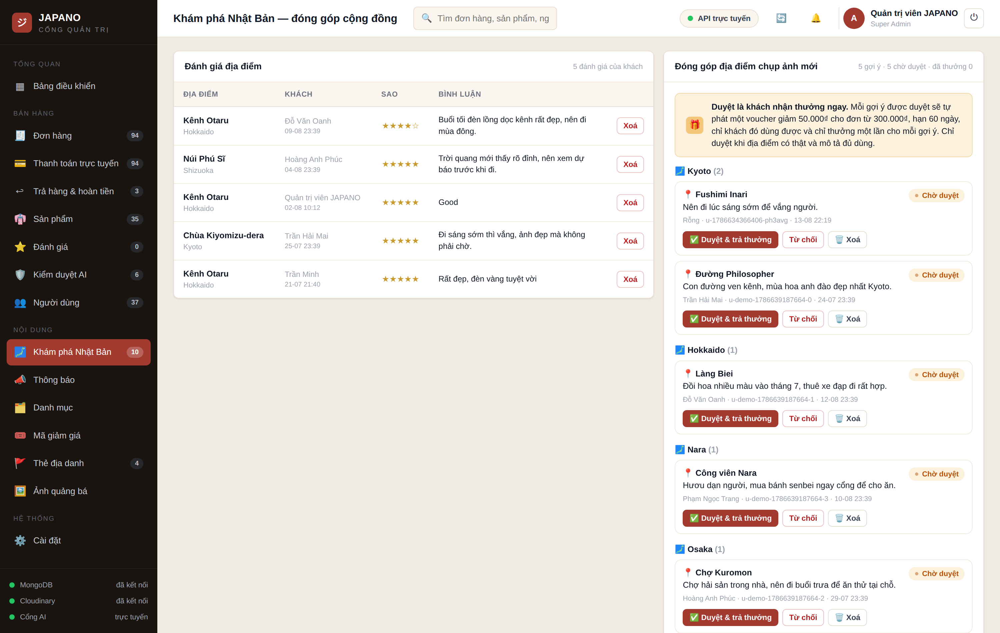 ジ
JAPANO
CỔNG QUẢN TRỊ
TỔNG QUAN
Bảng điều khiển
BÁN HÀNG
Đơn hàng 94
Thanh toán trực tuyến 94
Trả hàng & hoàn tiền 3
Sản phẩm 35
Đánh giá 0
Kiểm duyệt AI 6
Người dùng 37
NỘI DUNG
Khám phá Nhật Bản 10
Thông báo
Danh mục
Mã giảm giá
Thẻ địa danh 4
Ảnh quảng bá
HỆ THỐNG
Cài đặt
MongoDB đã kết nối
Cloudinary đã kết nối
Cổng AI trực tuyến
Khám phá Nhật Bản — đóng góp cộng đồng
Tìm đơn hàng, sản phẩm, ng
API trực tuyến
A
Quản trị viên JAPANO
Super Admin
Đánh giá địa điểm 5 đánh giá của khách
ĐỊA ĐIỂM KHÁCH SAO BÌNH LUẬN
Kênh Otaru
Hokkaido
Đỗ Văn Oanh
09-08 23:39
★★★★☆
Buổi tối đèn lồng dọc kênh rất đẹp, nên đi
mùa đông.
Xoá
Núi Phú Sĩ
Shizuoka
Hoàng Anh Phúc
04-08 23:39
★★★★★
Trời quang mới thấy rõ đỉnh, nên xem dự
báo trước khi đi.
Xoá
Kênh Otaru
Hokkaido
Quản trị viên JAPANO
02-08 10:12
★★★★★
Good
Xoá
Chùa Kiyomizu-dera
Kyoto
Trần Hải Mai
25-07 23:39
★★★★★
Đi sáng sớm thì vắng, ảnh đẹp mà không
phải chờ.
Xoá
Kênh Otaru
Hokkaido
Trần Minh
21-07 21:40
★★★★★
Rất đẹp, đèn vàng tuyệt vời
Xoá
Đóng góp địa điểm chụp ảnh mới 5 gợi ý · 5 chờ duyệt · đã thưởng 0
Duyệt là khách nhận thưởng ngay. Mỗi gợi ý được duyệt sẽ tự
phát một voucher giảm 50.000₫ cho đơn từ 300.000₫, hạn 60 ngày,
chỉ khách đó dùng được và chỉ thưởng một lần cho mỗi gợi ý. Chỉ
duyệt khi địa điểm có thật và mô tả đủ dùng.
Kyoto (2)
Fushimi Inari Chờ duyệt
Nên đi lúc sáng sớm để vắng người.
Rỗng · u-1786634366406-ph3avg · 13-08 22:19
Duyệt & trả thưởng Từ chối Xoá
Đường Philosopher Chờ duyệt
Con đường ven kênh, mùa hoa anh đào đẹp nhất Kyoto.
Trần Hải Mai · u-demo-1786639187664-0 · 24-07 23:39
Duyệt & trả thưởng Từ chối Xoá
Hokkaido (1)
Làng Biei Chờ duyệt
Đồi hoa nhiều màu vào tháng 7, thuê xe đạp đi rất hợp.
Đỗ Văn Oanh · u-demo-1786639187664-1 · 12-08 23:39
Duyệt & trả thưởng Từ chối Xoá
Nara (1)
Công viên Nara Chờ duyệt
Hươu dạn người, mua bánh senbei ngay cổng để cho ăn.
Phạm Ngọc Trang · u-demo-1786639187664-3 · 10-08 23:39
Duyệt & trả thưởng Từ chối Xoá
Osaka (1)
Chợ Kuromon Chờ duyệt
Chợ hải sản trong nhà, nên đi buổi trưa để ăn thử tại chỗ.
Hoàng Anh Phúc · u-demo-1786639187664-2 · 29-07 23:39
Duyệt & trả thưởng Từ chối Xoá